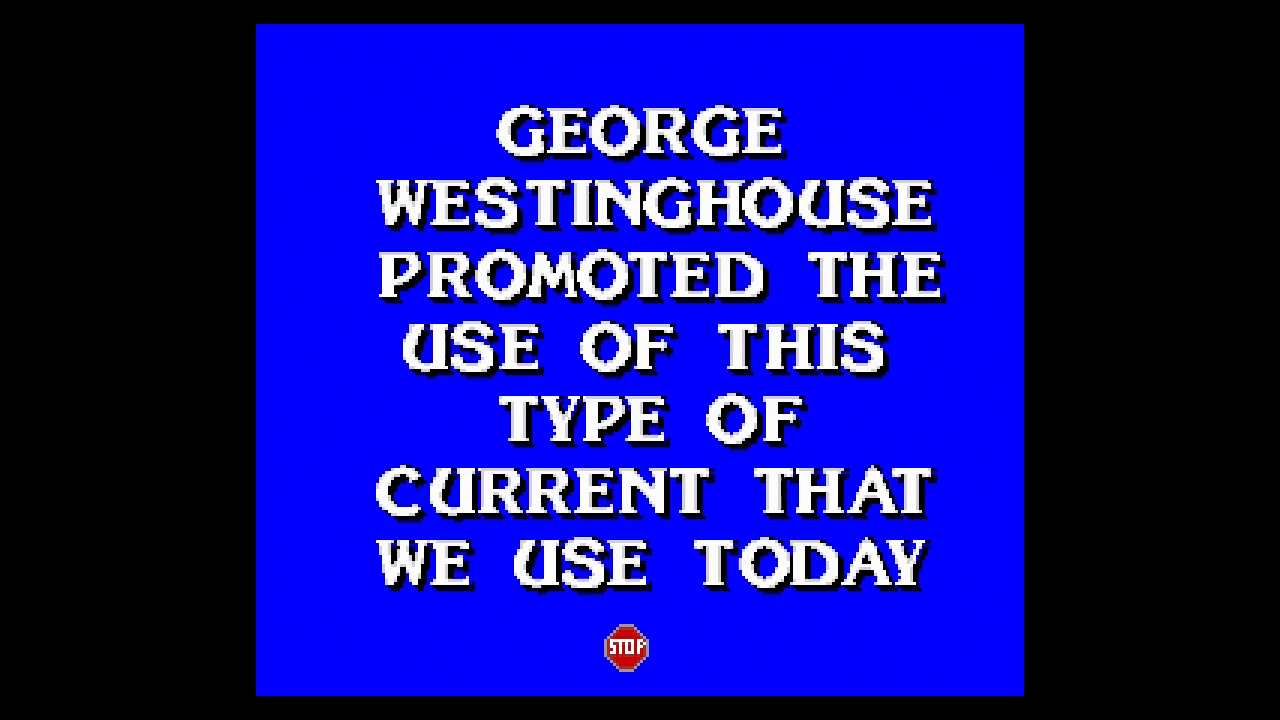 GEORGE
WESTINGHOUSE
PROMOTED THE
USE OF THIS
TYPE OF
CURRENT THAT
WE USE TODAY
STOP